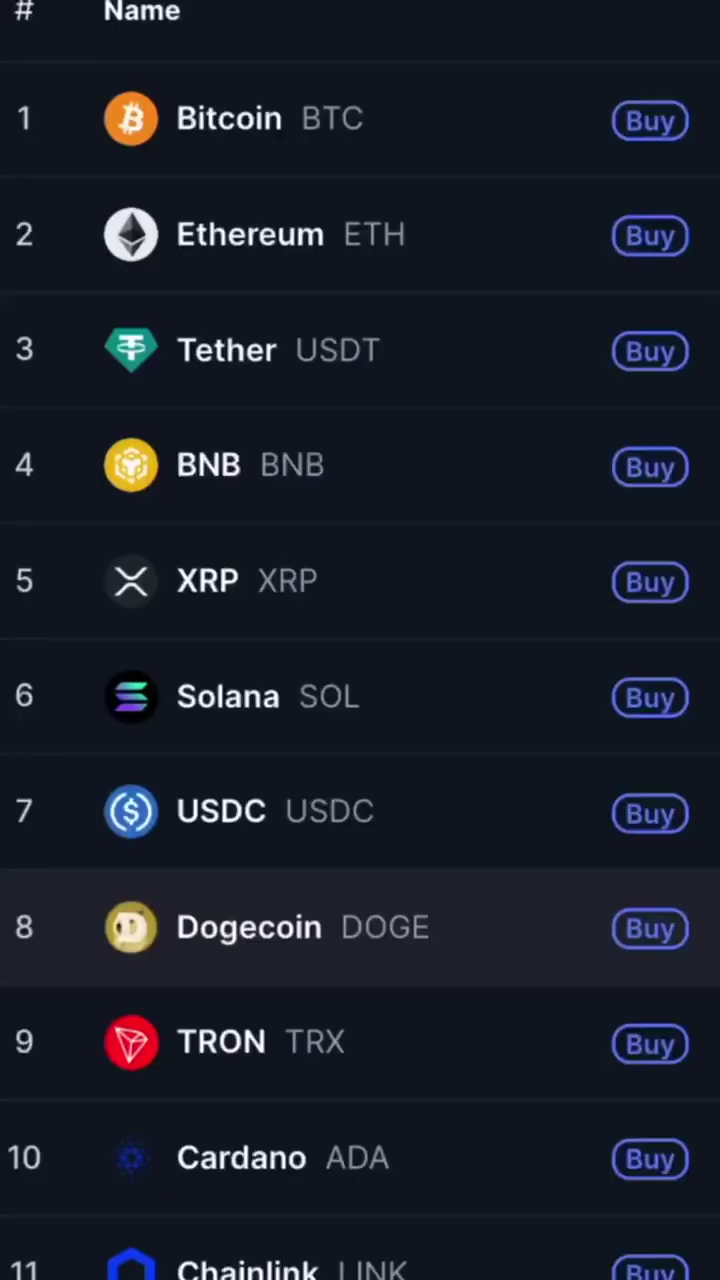 # Name
1 Bitcoin BTC Buy
2 Ethereum ETH Buy
3 Tether USDT Buy
4 BNB BNB Buy
5 XRP XRP Buy
6 Solana SOL Buy
7 USDC USDC Buy
8 Dogecoin DOGE Buy
9 TRON TRX Buy
10 Cardano ADA Buy
11 Chainlink LINK Buy